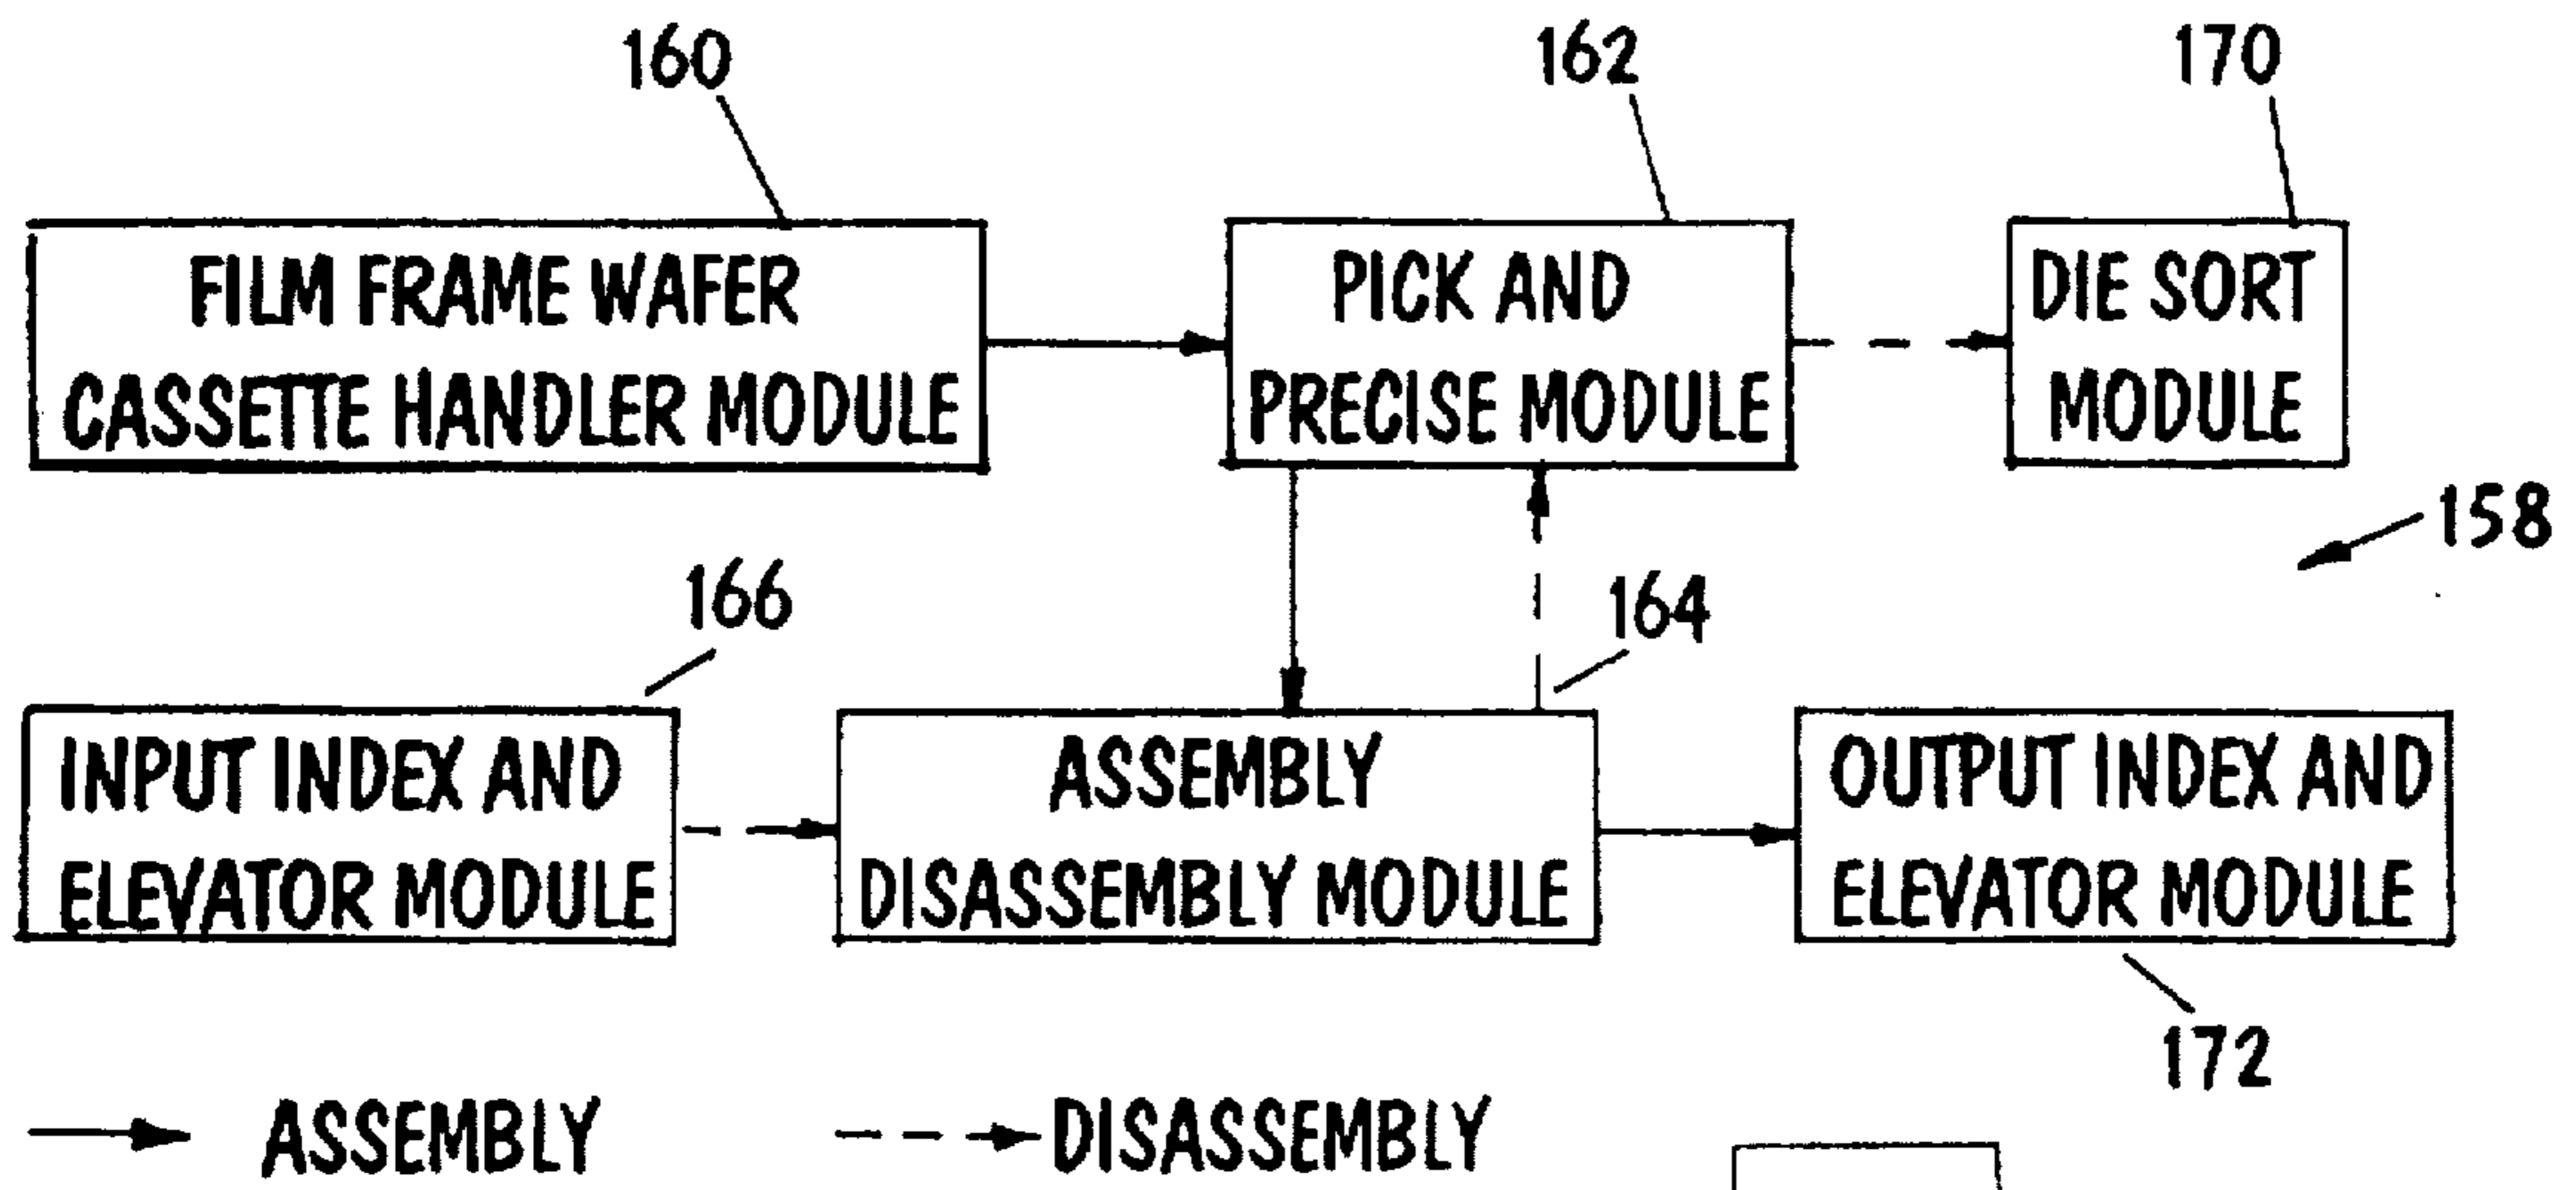 160
162
170
FILM FRAME WAFER
CASSETTE HANDLER MODULE
PICK AND
PRECISE MODULE
DIE SORT
MODULE
158
166
164
INPUT INDEX AND
ELEVATOR MODULE
ASSEMBLY
DISASSEMBLY MODULE
OUTPUT INDEX AND
ELEVATOR MODULE
172
ASSEMBLY
DISASSEMBLY